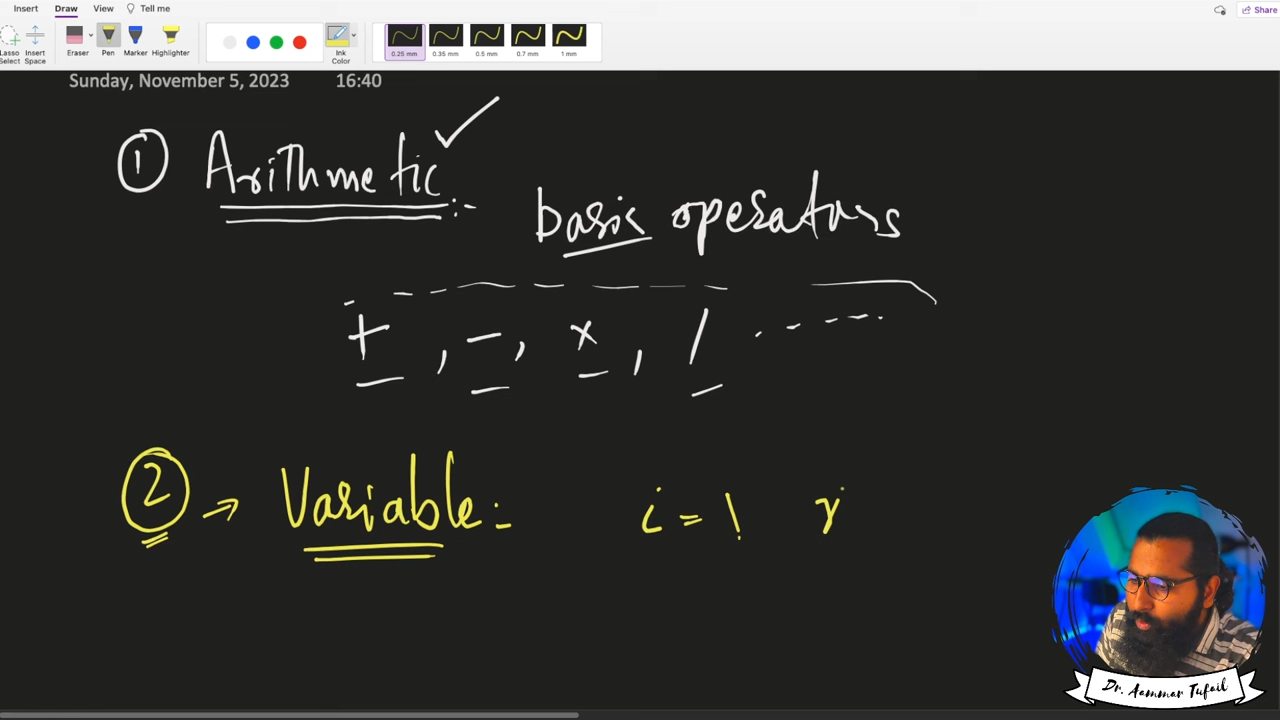 Insert Draw View Tell me
Share
Lasso Select
Insert Space
Eraser
Pen
Marker
Highlighter
Ink Color
0.25 mm
0.35 mm
0.5 mm
0.7 mm
1 mm
Sunday, November 5, 2023 16:40
1 Arithmetic :-
basic operators
+ , - , × , / . - - - -
2 → Variable :- i = 1
Dr. Aammar Tufail